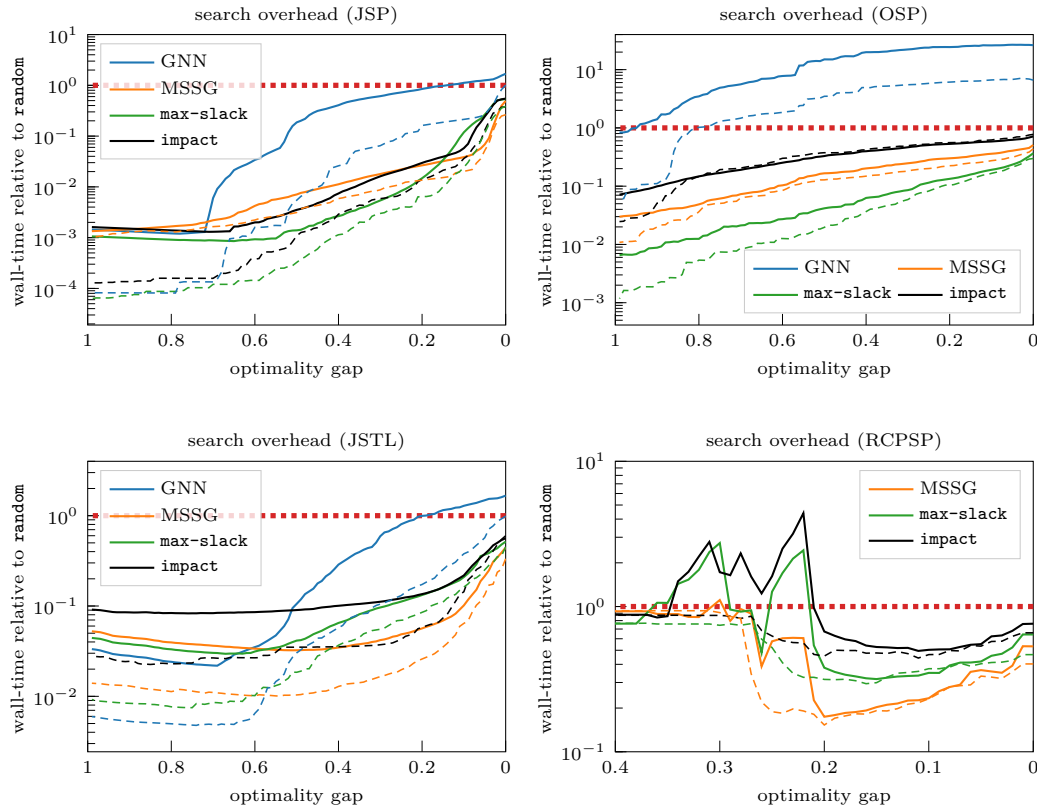 search overhead (JSP)
wall-time relative to random
10^1
10^0
10^−1
10^−2
10^−3
10^−4
GNN
MSSG
max-slack
impact
1 0.8 0.6 0.4 0.2 0
optimality gap
search overhead (OSP)
wall-time relative to random
10^1
10^0
10^−1
10^−2
10^−3
GNN MSSG
max-slack impact
1 0.8 0.6 0.4 0.2 0
optimality gap
search overhead (JSTL)
wall-time relative to random
10^0
10^−1
10^−2
GNN
MSSG
max-slack
impact
1 0.8 0.6 0.4 0.2 0
optimality gap
search overhead (RCPSP)
wall-time relative to random
10^1
10^0
10^−1
MSSG
max-slack
impact
0.4 0.3 0.2 0.1 0
optimality gap